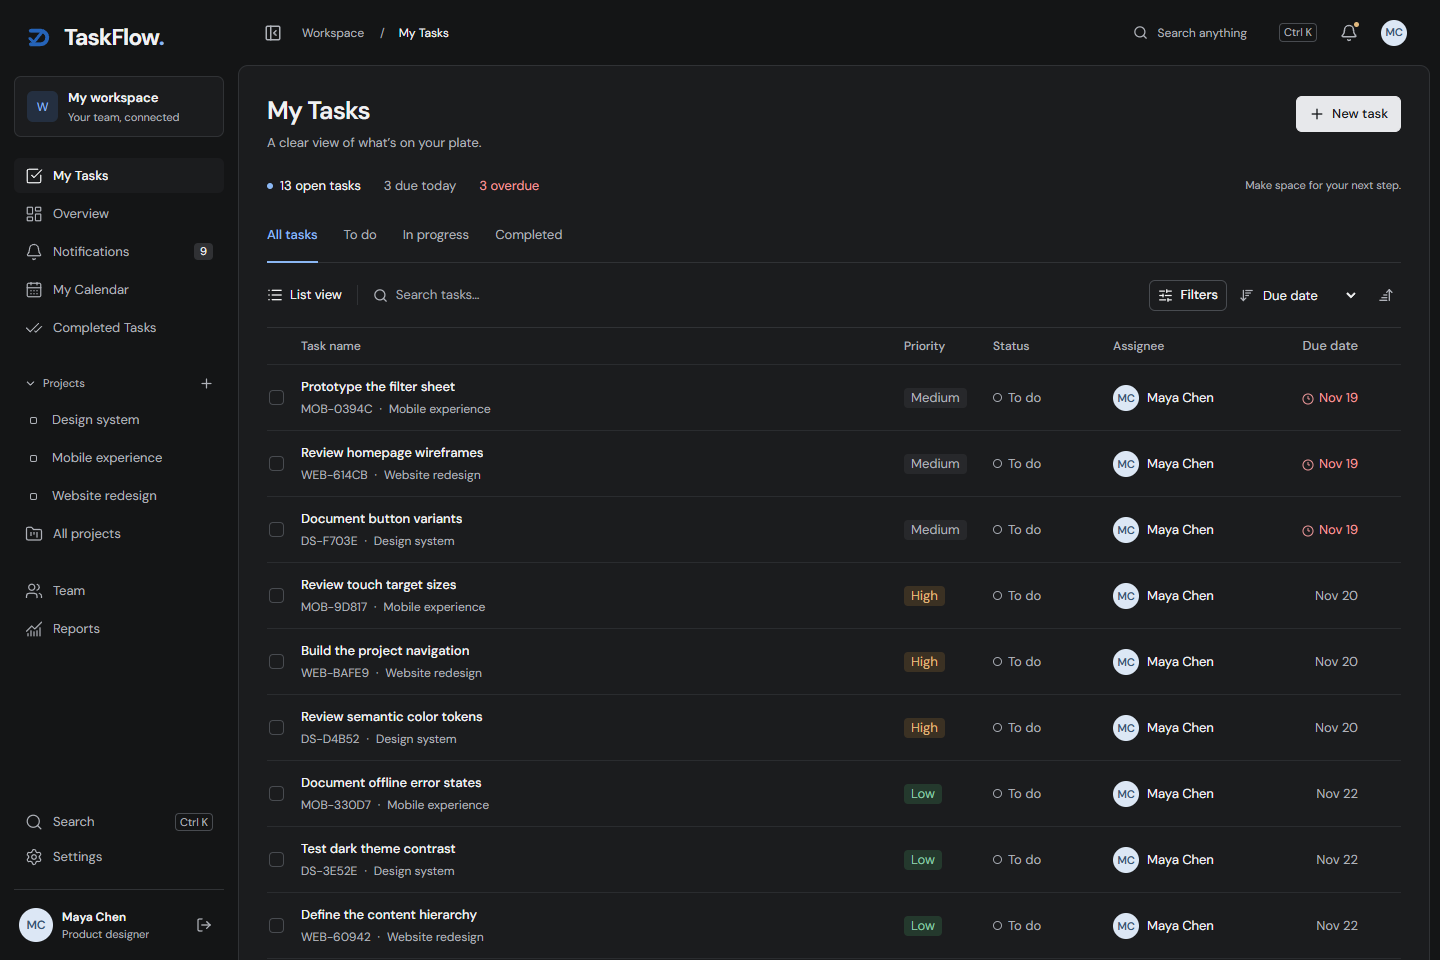 TaskFlow.
W
My workspace
Your team, connected
My Tasks
Overview
Notifications 9
My Calendar
Completed Tasks
Projects
Design system
Mobile experience
Website redesign
All projects
Team
Reports
Search Ctrl K
Settings
MC
Maya Chen
Product designer
Workspace / My Tasks
Search anything Ctrl K
MC
My Tasks
A clear view of what's on your plate.
New task
13 open tasks 3 due today 3 overdue
Make space for your next step.
All tasks To do In progress Completed
List view Search tasks... Filters Due date
Task name Priority Status Assignee Due date
Prototype the filter sheet
MOB-0394C · Mobile experience
Medium To do MC Maya Chen Nov 19
Review homepage wireframes
WEB-614CB · Website redesign
Medium To do MC Maya Chen Nov 19
Document button variants
DS-F703E · Design system
Medium To do MC Maya Chen Nov 19
Review touch target sizes
MOB-9D817 · Mobile experience
High To do MC Maya Chen Nov 20
Build the project navigation
WEB-BAFE9 · Website redesign
High To do MC Maya Chen Nov 20
Review semantic color tokens
DS-D4B52 · Design system
High To do MC Maya Chen Nov 20
Document offline error states
MOB-330D7 · Mobile experience
Low To do MC Maya Chen Nov 22
Test dark theme contrast
DS-3E52E · Design system
Low To do MC Maya Chen Nov 22
Define the content hierarchy
WEB-60942 · Website redesign
Low To do MC Maya Chen Nov 22